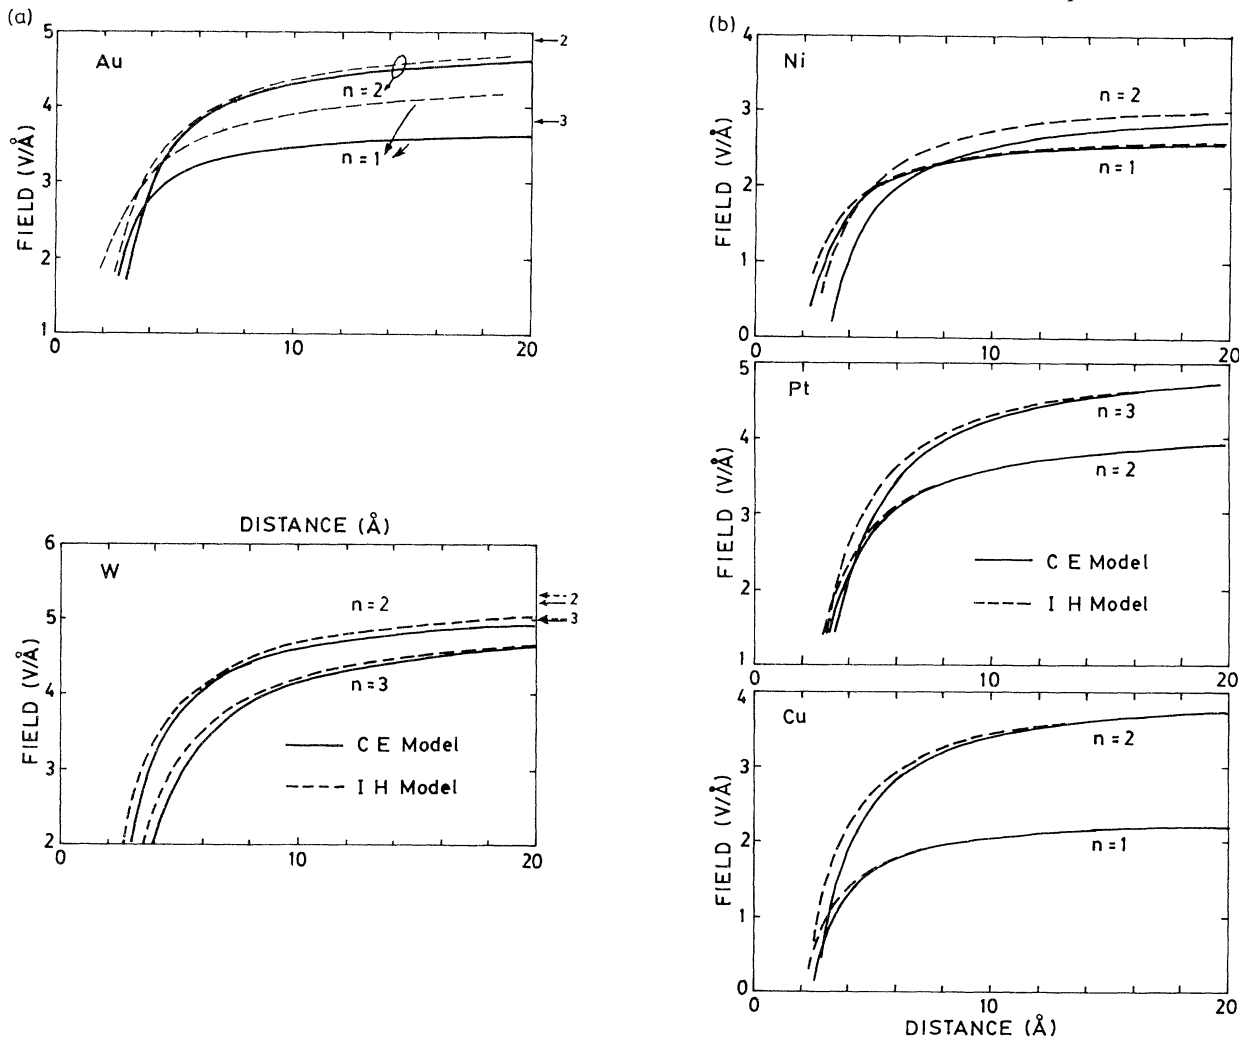 (a)
5
4
3
2
1
FIELD (V/Å)
Au
n = 2
n = 1
2
3
0
10
20
DISTANCE (Å)
6
5
4
3
2
FIELD (V/Å)
W
n = 2
n = 3
2
3
C E Model
I H Model
0
10
20
(b)
4
3
2
1
0
FIELD (V/Å)
Ni
n = 2
n = 1
0
10
20
5
4
3
2
1
FIELD (V/Å)
Pt
n = 3
n = 2
C E Model
I H Model
0
10
20
4
3
2
1
0
FIELD (V/Å)
Cu
n = 2
n = 1
0
10
20
DISTANCE (Å)